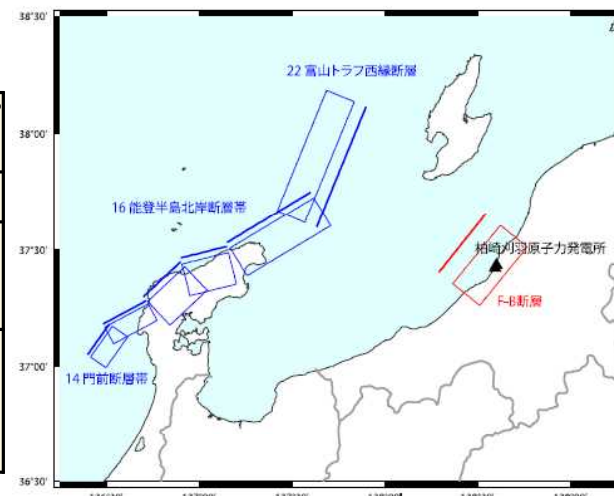 38°30'
22 富山トラフ西縁断層
38°00'
16 能登半島北岸断層帯
37°30'
柏崎刈羽原子力発電所
F-B断層
37°00'
14 門前断層帯
36°30'